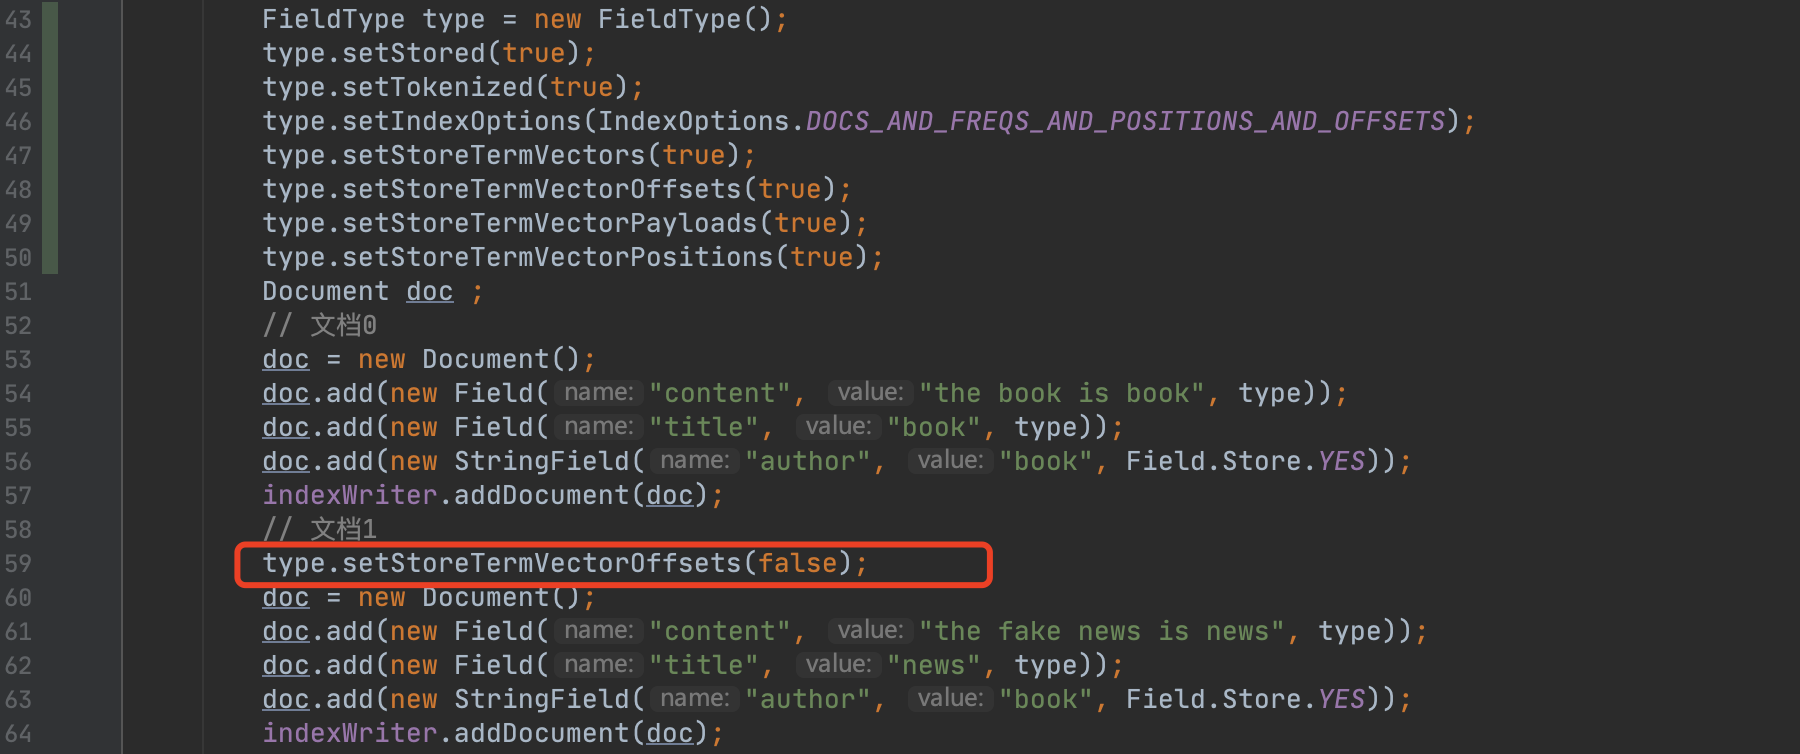 43 FieldType type = new FieldType();
44 type.setStored(true);
45 type.setTokenized(true);
46 type.setIndexOptions(IndexOptions.DOCS_AND_FREQS_AND_POSITIONS_AND_OFFSETS);
47 type.setStoreTermVectors(true);
48 type.setStoreTermVectorOffsets(true);
49 type.setStoreTermVectorPayloads(true);
50 type.setStoreTermVectorPositions(true);
51 Document doc ;
52 // 文档0
53 doc = new Document();
54 doc.add(new Field( name: "content", value: "the book is book", type));
55 doc.add(new Field( name: "title", value: "book", type));
56 doc.add(new StringField( name: "author", value: "book", Field.Store.YES));
57 indexWriter.addDocument(doc);
58 // 文档1
59 type.setStoreTermVectorOffsets(false);
60 doc = new Document();
61 doc.add(new Field( name: "content", value: "the fake news is news", type));
62 doc.add(new Field( name: "title", value: "news", type));
63 doc.add(new StringField( name: "author", value: "book", Field.Store.YES));
64 indexWriter.addDocument(doc);